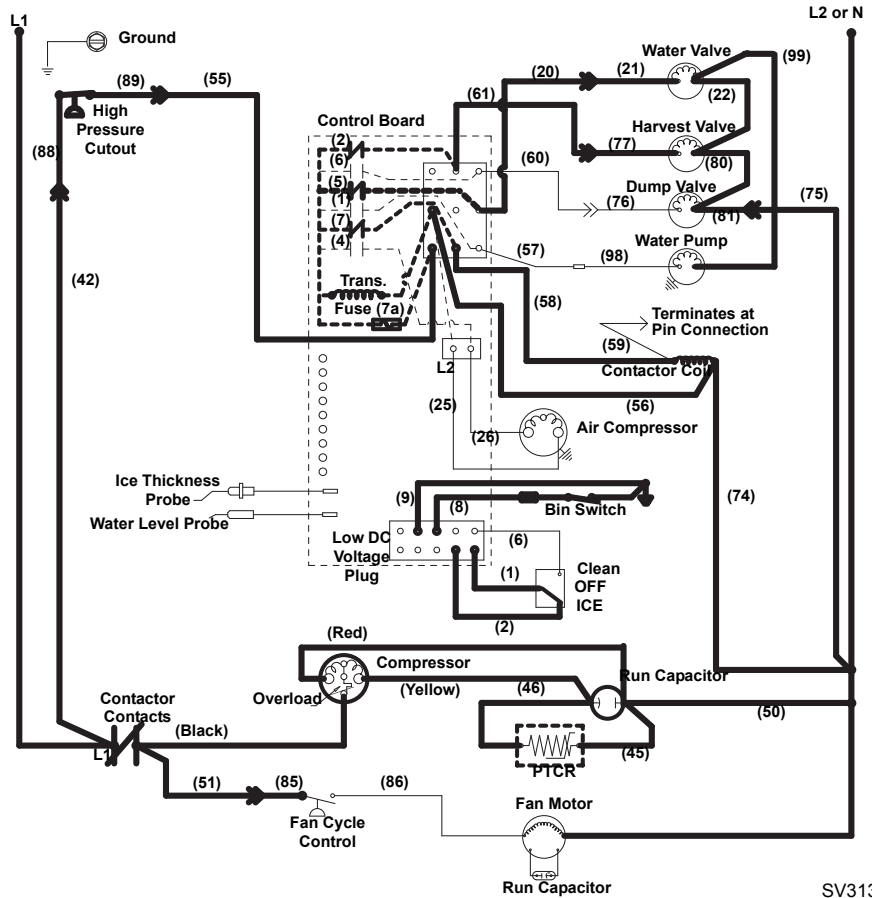 L1
L2 or N
Ground
Water Valve
(99)
(89)
(55)
(20)
(21)
(22)
(61)
High
Pressure
Cutout
Control Board
Harvest Valve
(88)
(2)
(6)
(77)
(80)
(60)
(5)
(1)
Dump Valve
(76)
(81)
(75)
(7)
(4)
Water Pump
(57)
(98)
(42)
Trans.
Fuse (7a)
(58)
Terminates at
Pin Connection
(59)
L2
Contactor Coil
(25)
(26)
(56)
Air Compressor
Ice Thickness
Probe
Water Level Probe
(9)
(8)
Bin Switch
(74)
Low DC
Voltage
Plug
(6)
(1)
(2)
Clean
OFF
ICE
(Red)
Compressor
Run Capacitor
Overload
(Yellow)
(46)
Contactor
Contacts
(Black)
(50)
L1
(45)
PTCR
(51)
(85)
(86)
Fan Cycle
Control
Fan Motor
Run Capacitor
SV313